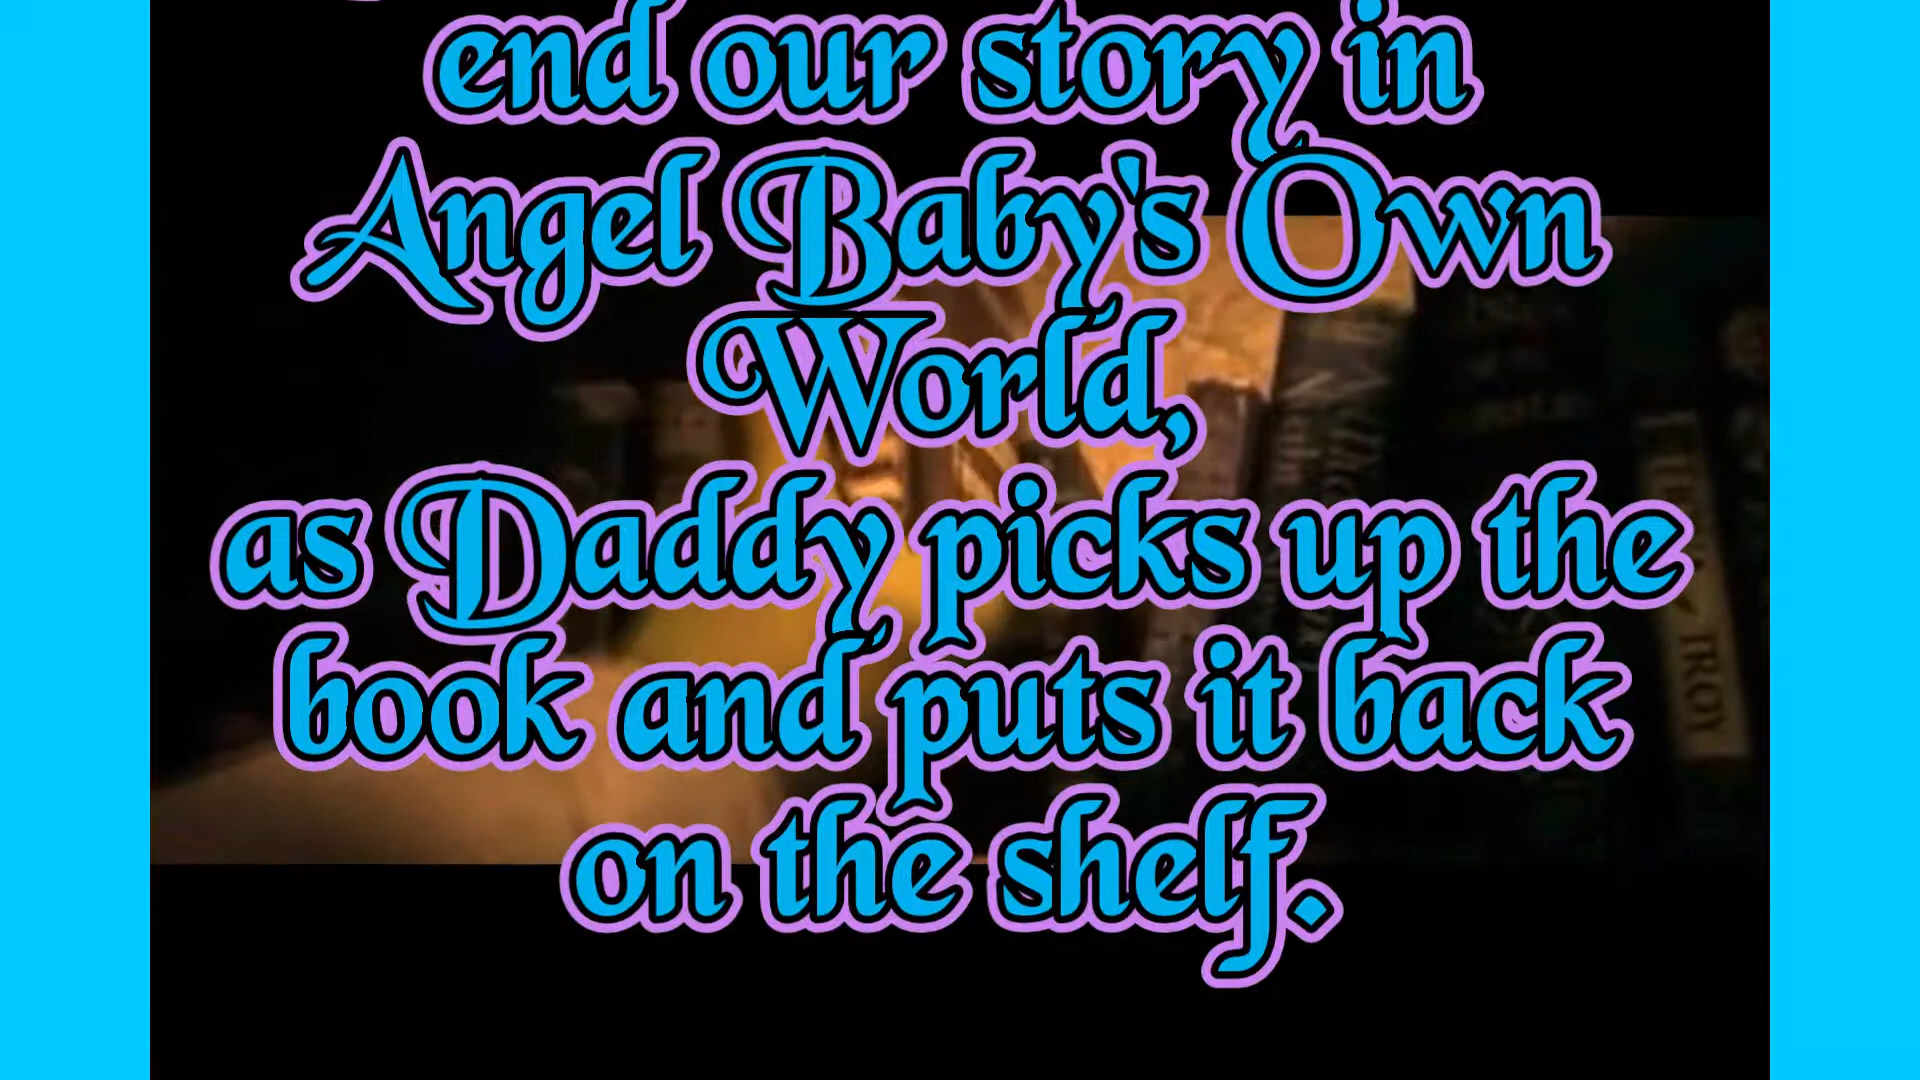 end our story in
Angel Baby's Own
World,
as Daddy picks up the
book and puts it back
on the shelf.
TROY